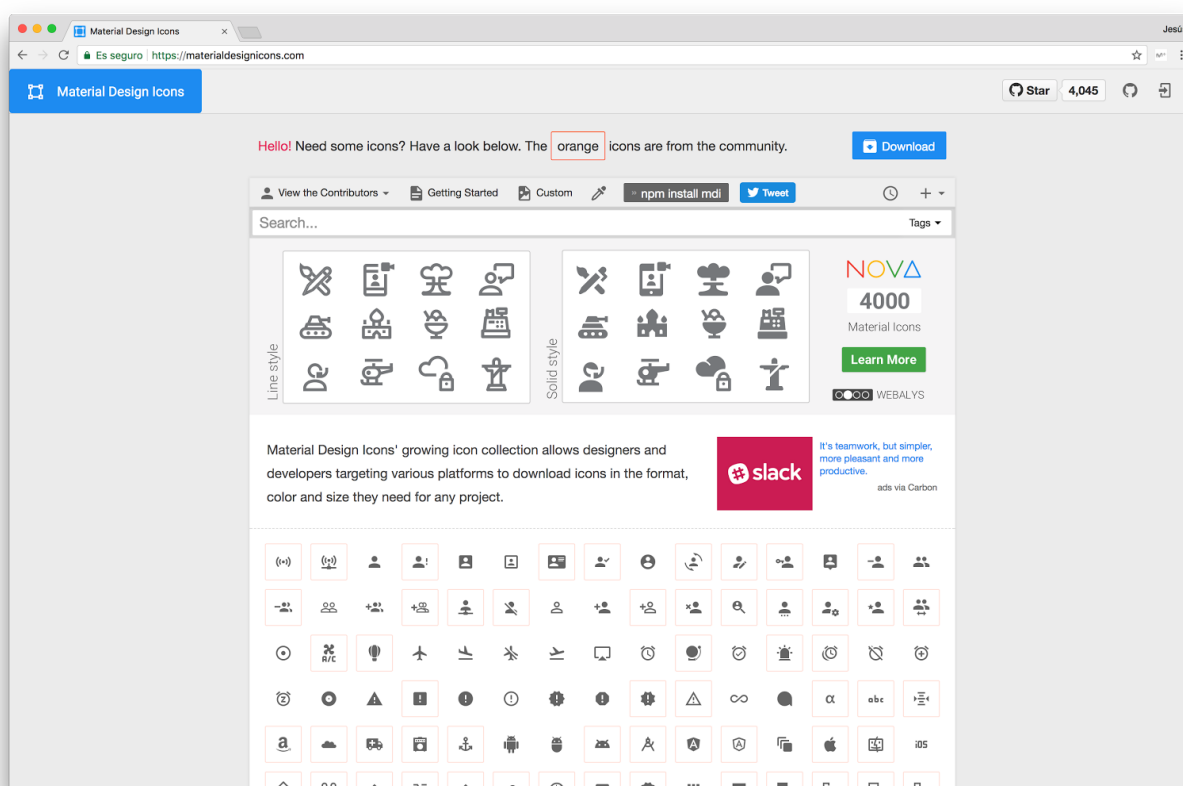 Material Design Icons
Jesú
Es seguro https://materialdesignicons.com
Material Design Icons
Star 4,045
Hello! Need some icons? Have a look below. The orange icons are from the community.
Download
View the Contributors Getting Started Custom npm install mdi Tweet
Search...
Tags
Line style
Solid style
NOVA
4000
Material Icons
Learn More
WEBALYS
Material Design Icons' growing icon collection allows designers and
developers targeting various platforms to download icons in the format,
color and size they need for any project.
slack
It's teamwork, but simpler,
more pleasant and more
productive.
ads via Carbon
A/C
α abc
a iOS